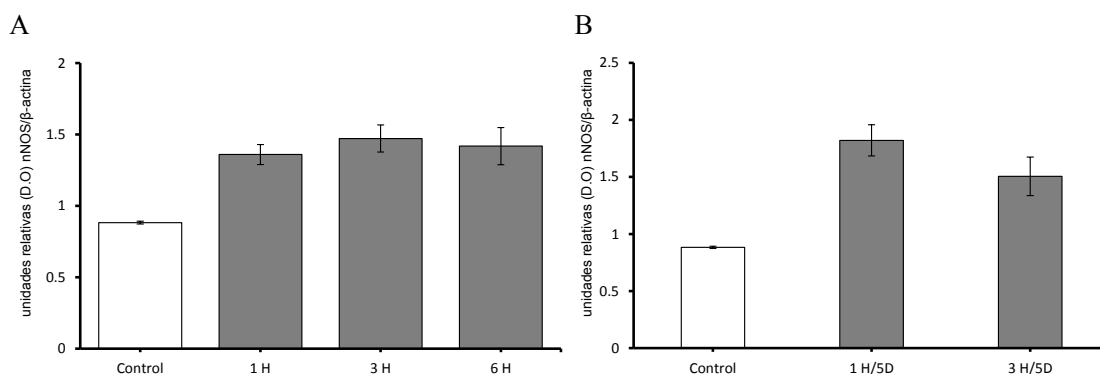 A
unidades relativas (D.O) nNOS/β-actina
2
1.5
1
0.5
0
Control
1 H
3 H
6 H
B
unidades relativas (D.O) nNOS/β-actina
2.5
2
1.5
1
0.5
0
Control
1 H/5D
3 H/5D